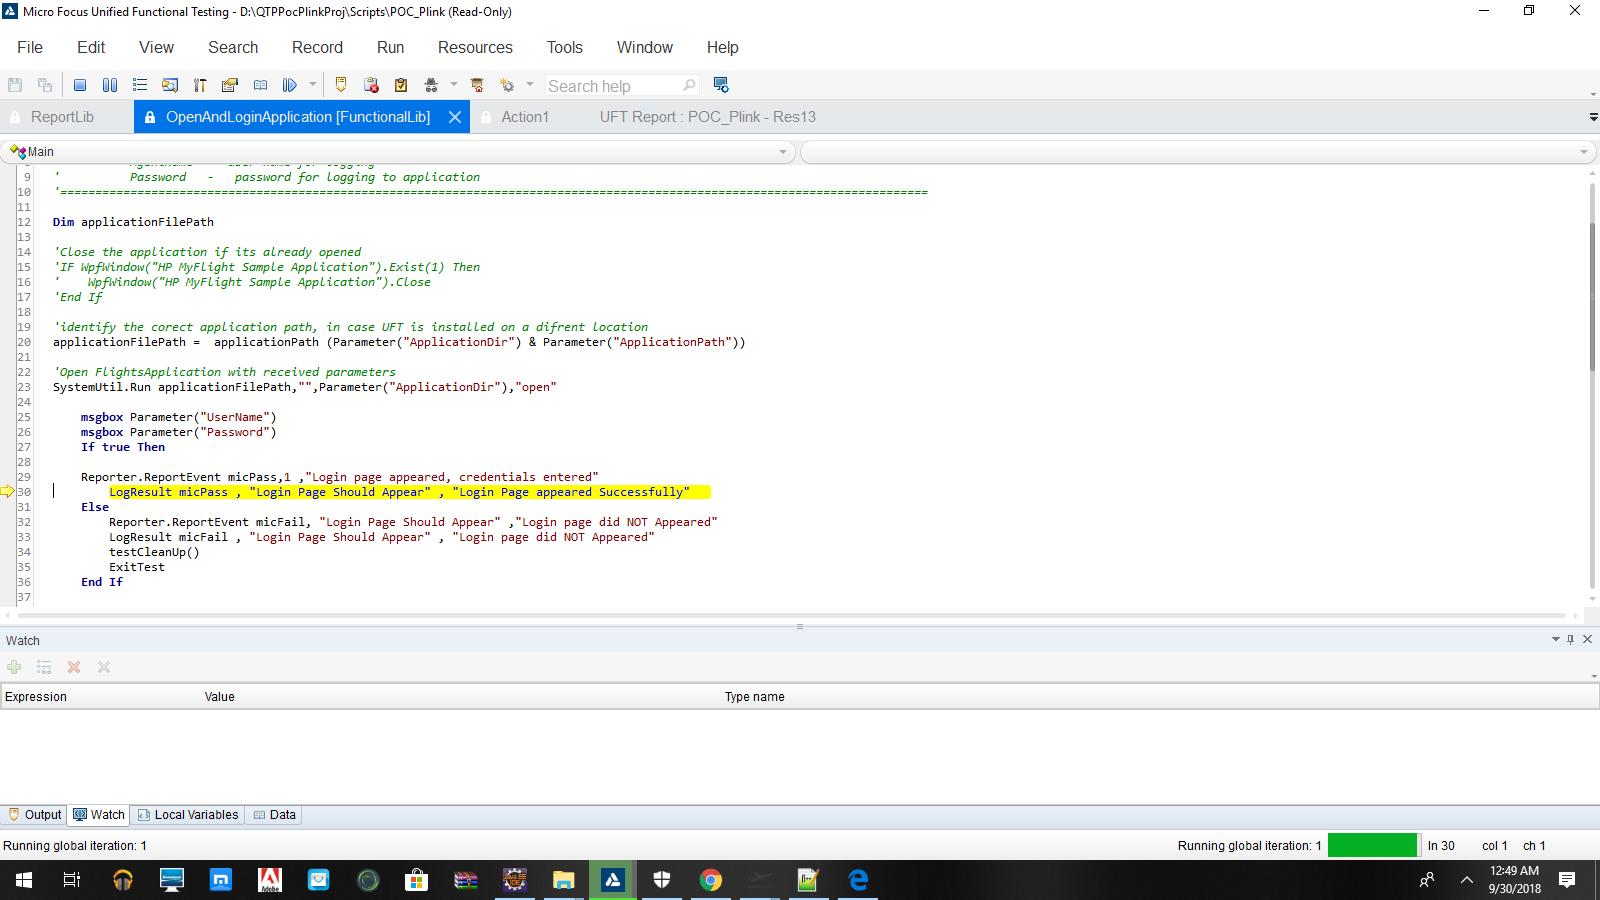 Micro Focus Unified Functional Testing - D:\QTPPocPlinkProj\Scripts\POC_Plink (Read-Only)
File Edit View Search Record Run Resources Tools Window Help
Search help
ReportLib OpenAndLoginApplication [FunctionalLib] Action1 UFT Report : POC_Plink - Res13
Main
9 ' Password - password for logging to application
10 '============================================================================================================================
11
12 Dim applicationFilePath
13
14 'Close the application if its already opened
15 'IF WpfWindow("HP MyFlight Sample Application").Exist(1) Then
16 ' WpfWindow("HP MyFlight Sample Application").Close
17 'End If
18
19 'identify the corect application path, in case UFT is installed on a difrent location
20 applicationFilePath = applicationPath (Parameter("ApplicationDir") & Parameter("ApplicationPath"))
21
22 'Open FlightsApplication with received parameters
23 SystemUtil.Run applicationFilePath,"",Parameter("ApplicationDir"),"open"
24
25 msgbox Parameter("UserName")
26 msgbox Parameter("Password")
27 If true Then
28
29 Reporter.ReportEvent micPass,1 ,"Login page appeared, credentials entered"
30 LogResult micPass , "Login Page Should Appear" , "Login Page appeared Successfully"
31 Else
32 Reporter.ReportEvent micFail, "Login Page Should Appear" ,"Login page did NOT Appeared"
33 LogResult micFail , "Login Page Should Appear" , "Login page did NOT Appeared"
34 testCleanUp()
35 ExitTest
36 End If
37
Watch
Expression Value Type name
Output Watch Local Variables Data
Running global iteration: 1 Running global iteration: 1 ln 30 col 1 ch 1
12:49 AM
9/30/2018